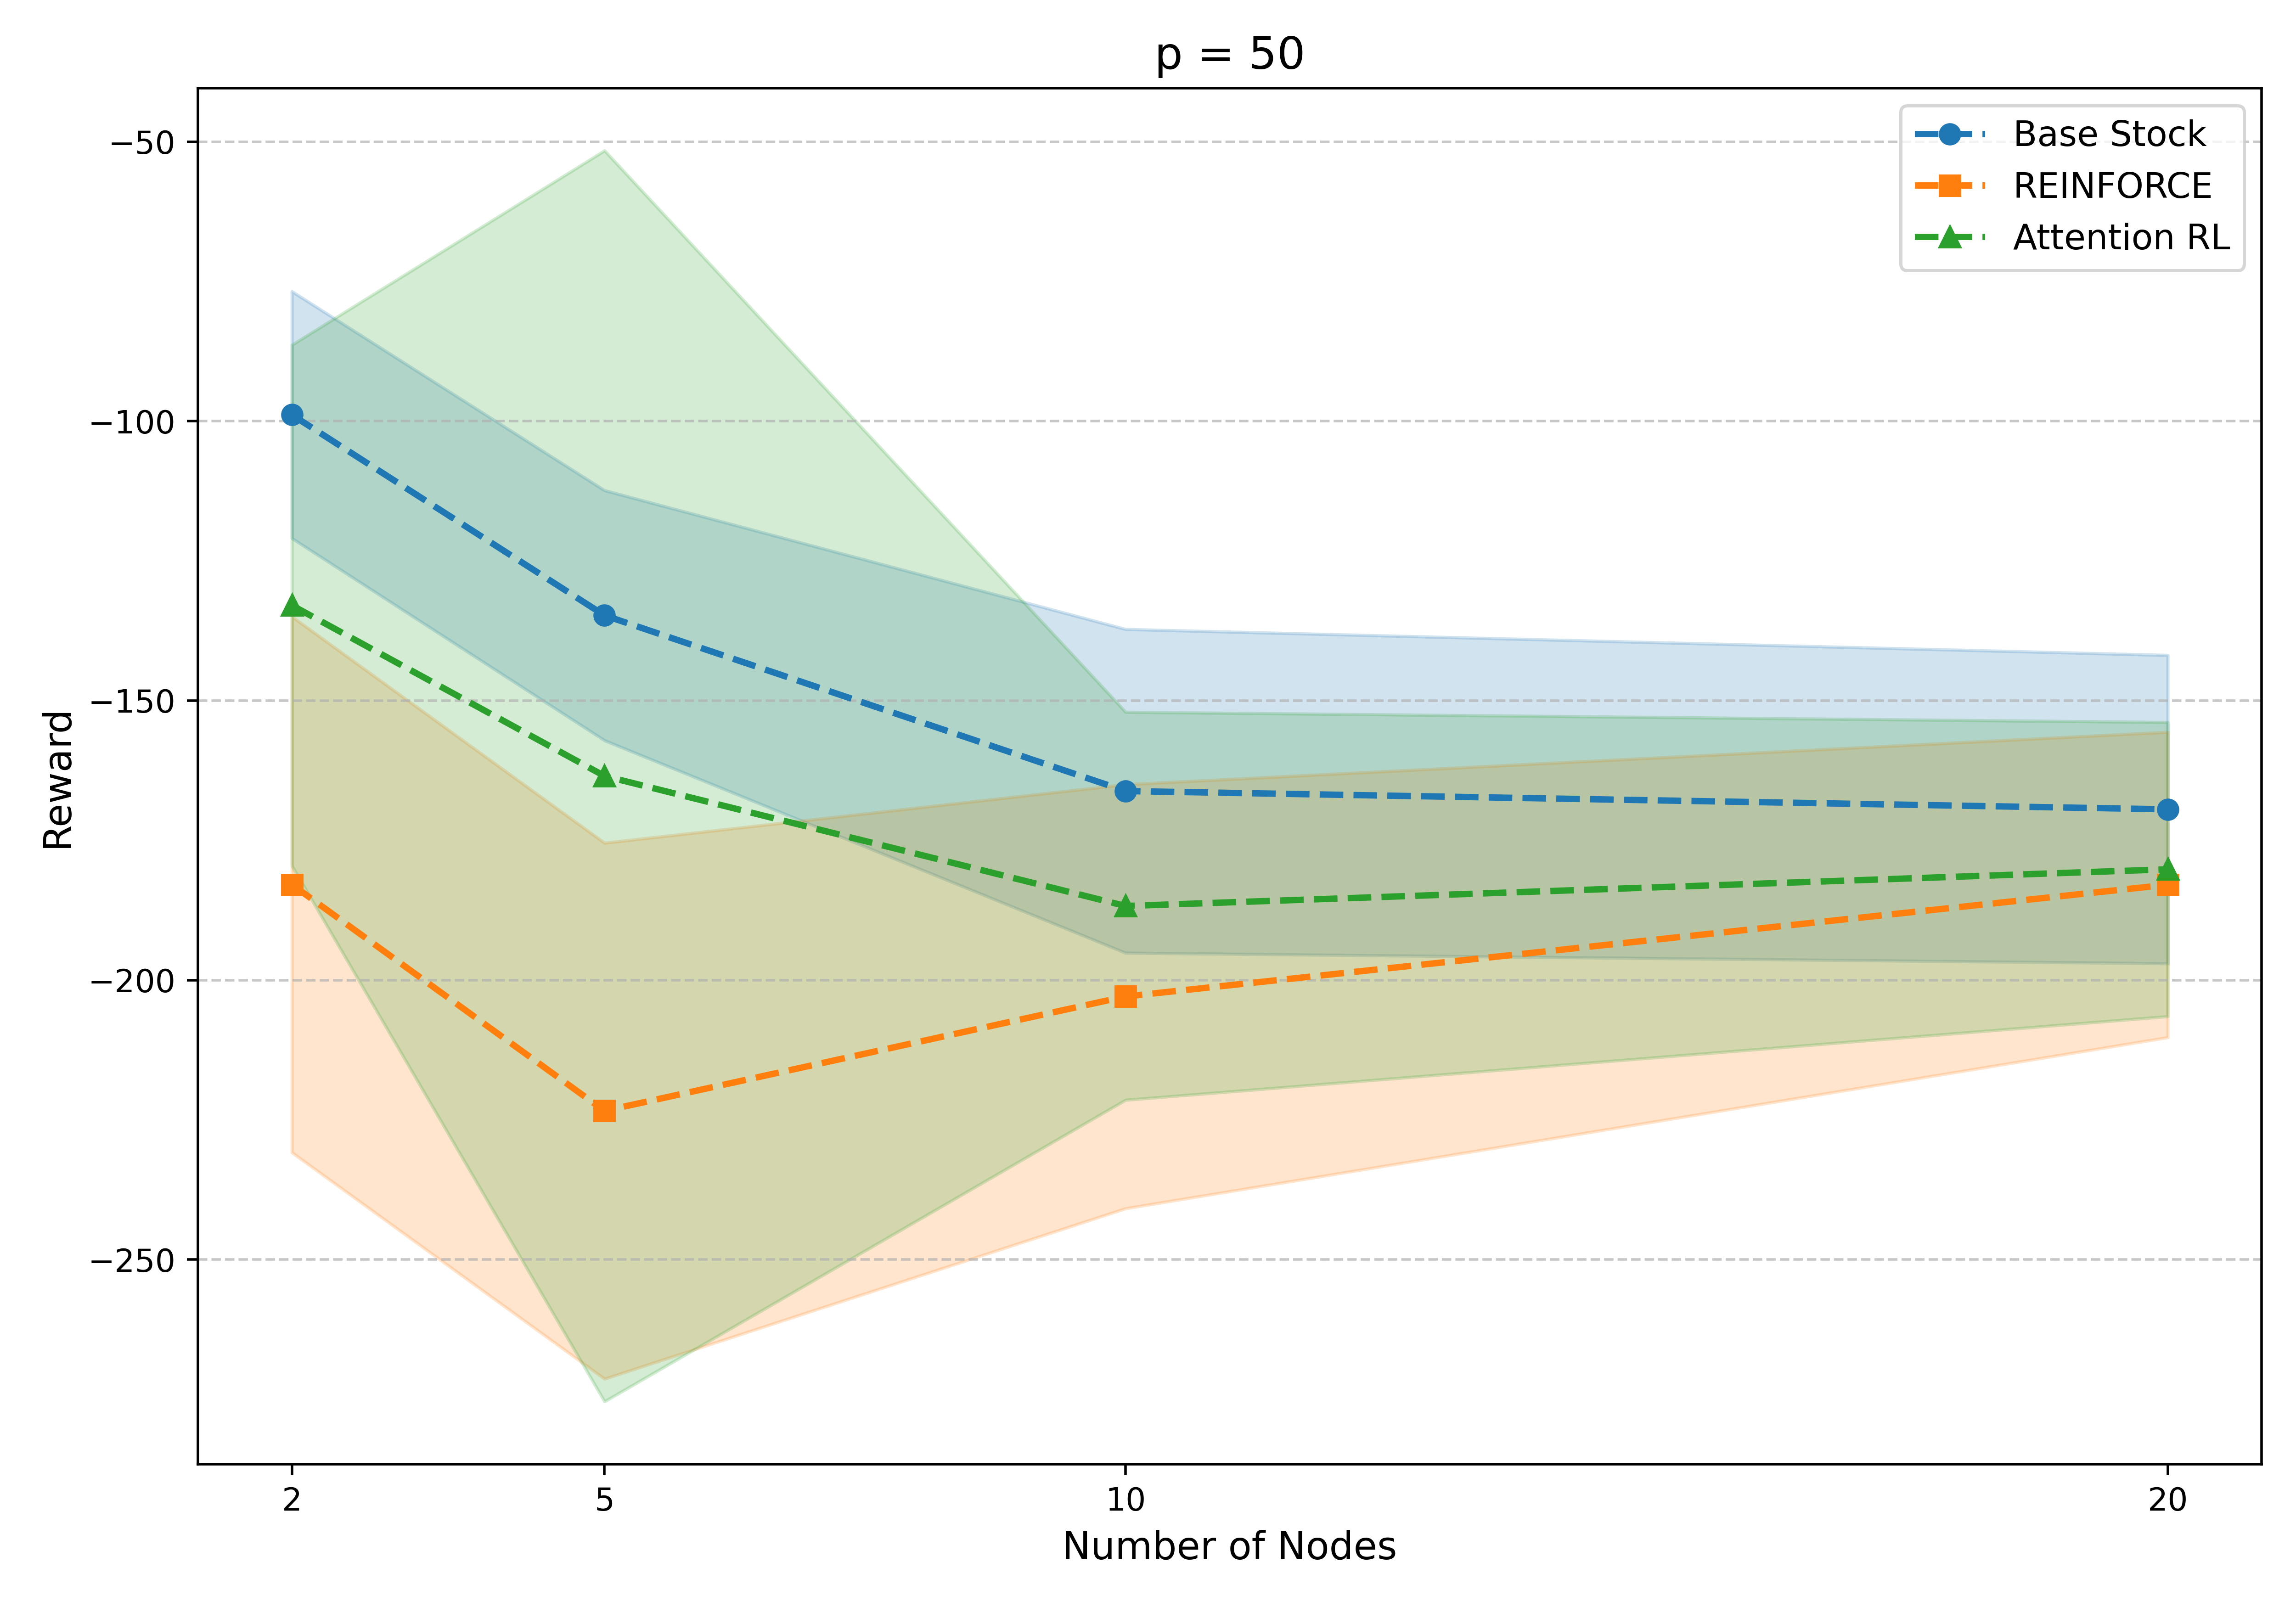 p = 50
Base Stock
REINFORCE
Attention RL
Reward
−50
−100
−150
−200
−250
2 5 10 20
Number of Nodes